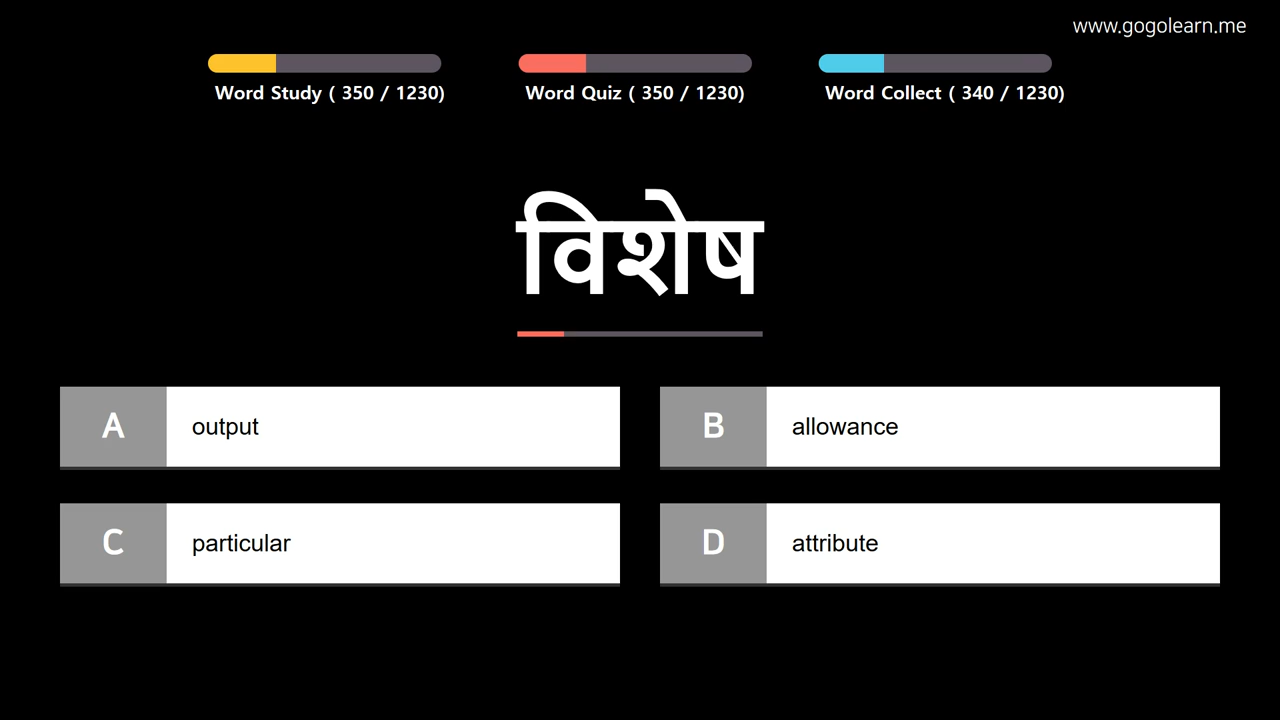 www.gogolearn.me
Word Study ( 350 / 1230)
Word Quiz ( 350 / 1230)
Word Collect ( 340 / 1230)
विशेष
A output
B allowance
C particular
D attribute